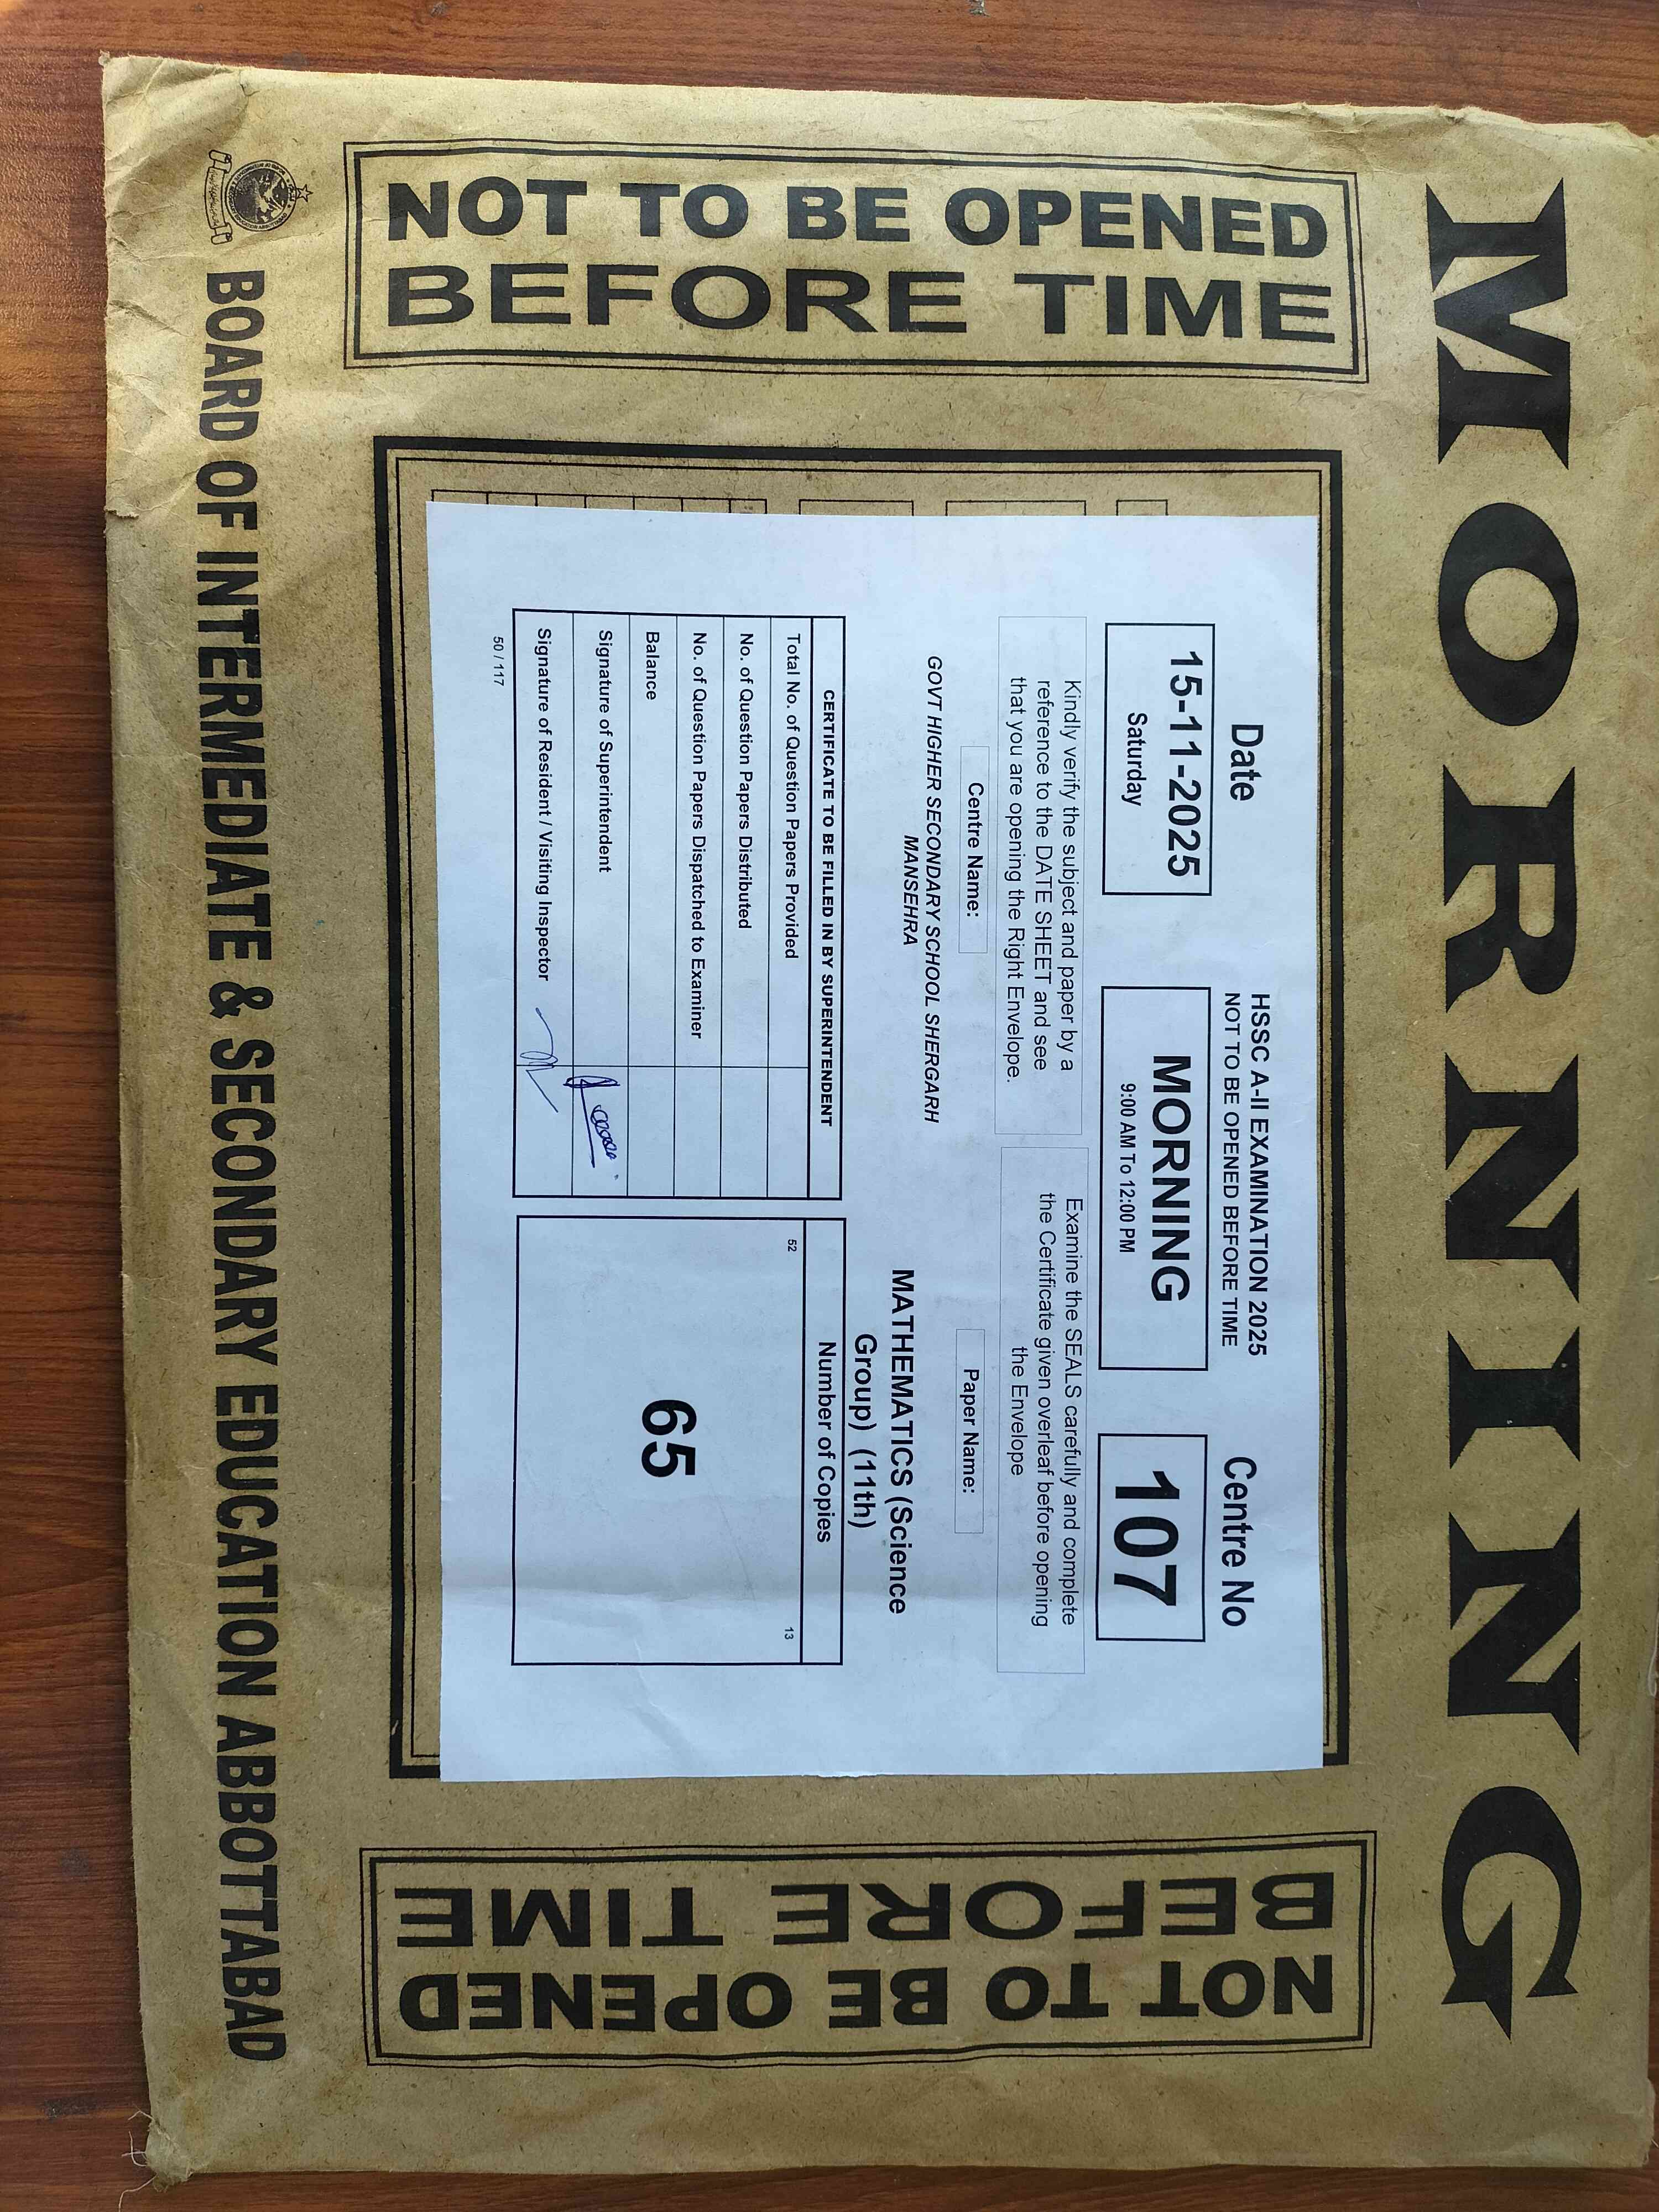 MORNING
NOT TO BE OPENED
BEFORE TIME
Date
15-11-2025
Saturday
HSSC A-II EXAMINATION 2025
NOT TO BE OPENED BEFORE TIME
MORNING
9:00 AM To 12:00 PM
Centre No
107
Kindly verify the subject and paper by a
reference to the DATE SHEET and see
that you are opening the Right Envelope.
Examine the SEALS carefully and complete
the Certificate given overleaf before opening
the Envelope
Centre Name:
GOVT HIGHER SECONDARY SCHOOL SHERGARH
MANSEHRA
Paper Name:
MATHEMATICS (Science
Group) (11th)
CERTIFICATE TO BE FILLED IN BY SUPERINTENDENT
Total No. of Question Papers Provided
No. of Question Papers Distributed
No. of Question Papers Dispatched to Examiner
Balance
Signature of Superintendent
Signature of Resident / Visiting Inspector
50 / 117
Number of Copies
52
13
65
NOT TO BE OPENED
BEFORE TIME
BOARD OF INTERMEDIATE & SECONDARY EDUCATION ABBOTTABAD